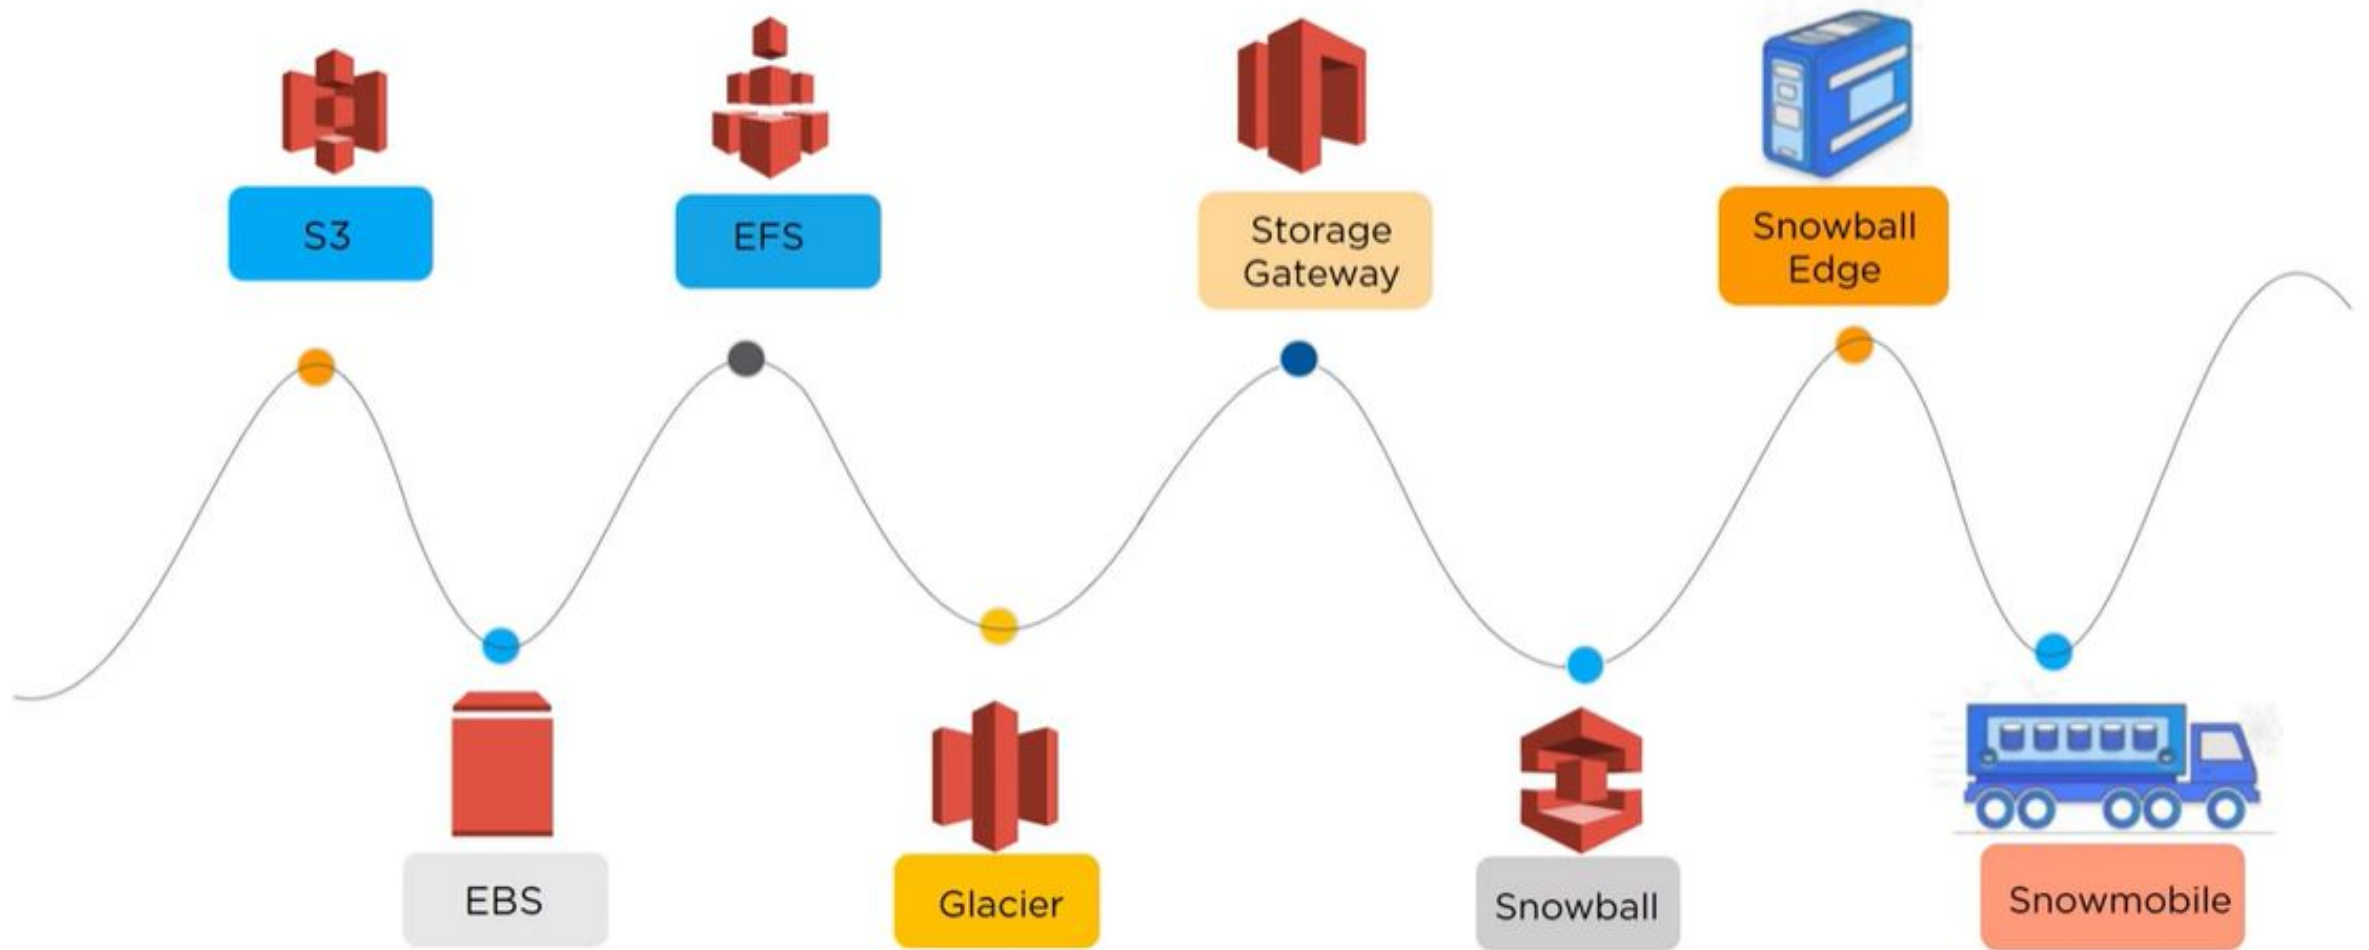 S3
EFS
Storage
Gateway
Snowball
Edge
EBS
Glacier
Snowball
Snowmobile